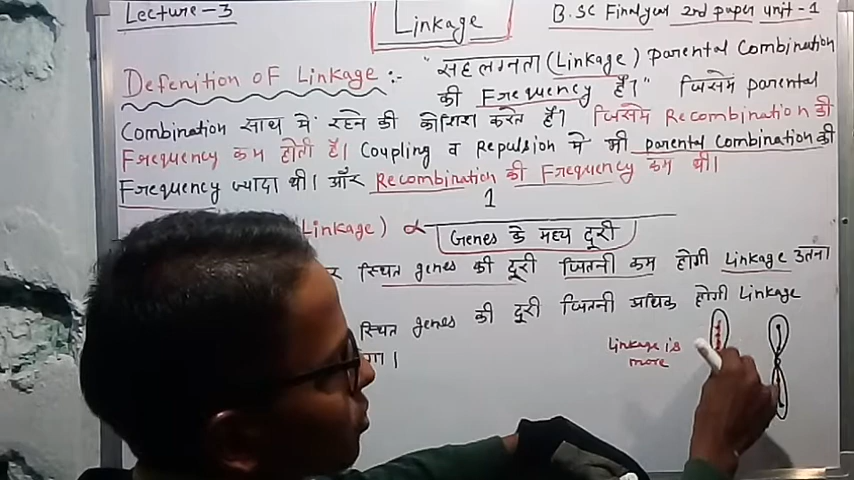 Lecture-3
Linkage
B.SC Final year 2nd paper unit-1
Defenition OF Linkage :- "सहलग्नता (Linkage) parental Combination
की Frequency है।" जिसमें parental
Combination साथ में रहने की कोशिश करते हैं। जिसमें Recombination की
Frequency कम होती है। Coupling व Repulsion में भी parental combination की
Frequency ज्यादा थी। और Recombination की Frequency कम थी।
Linkage) ∝ 1
Genes के मध्य दूरी
स्थित genes की दूरी जितनी कम होगी Linkage उतना
स्थित genes की दूरी जितनी अधिक होगी Linkage
Linkage is
more